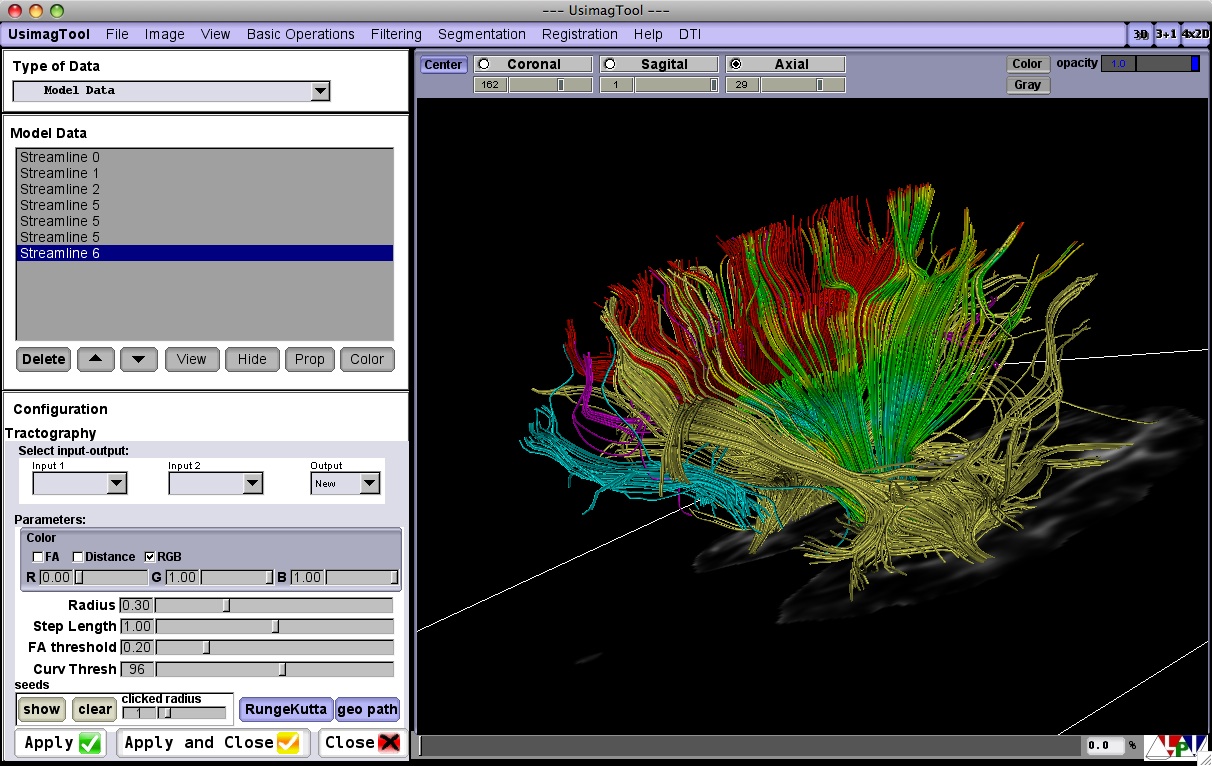 --- UsimagTool ---
UsimagTool File Image View Basic Operations Filtering Segmentation Registration Help DTI 3D 3+1 4x2D
Type of Data
Model Data
Model Data
Streamline 0
Streamline 1
Streamline 2
Streamline 5
Streamline 5
Streamline 5
Streamline 6
Delete View Hide Prop Color
Configuration
Tractography
Select input-output:
Input 1 Input 2 Output
New
Parameters:
Color
FA Distance RGB
R 0.00 G 1.00 B 1.00
Radius 0.30
Step Length 1.00
FA threshold 0.20
Curv Thresh 96
seeds
show clear clicked radius 1 RungeKutta geo path
Apply Apply and Close Close
Center Coronal Sagital Axial Color opacity 1.0
162 1 29 Gray
0.0 %